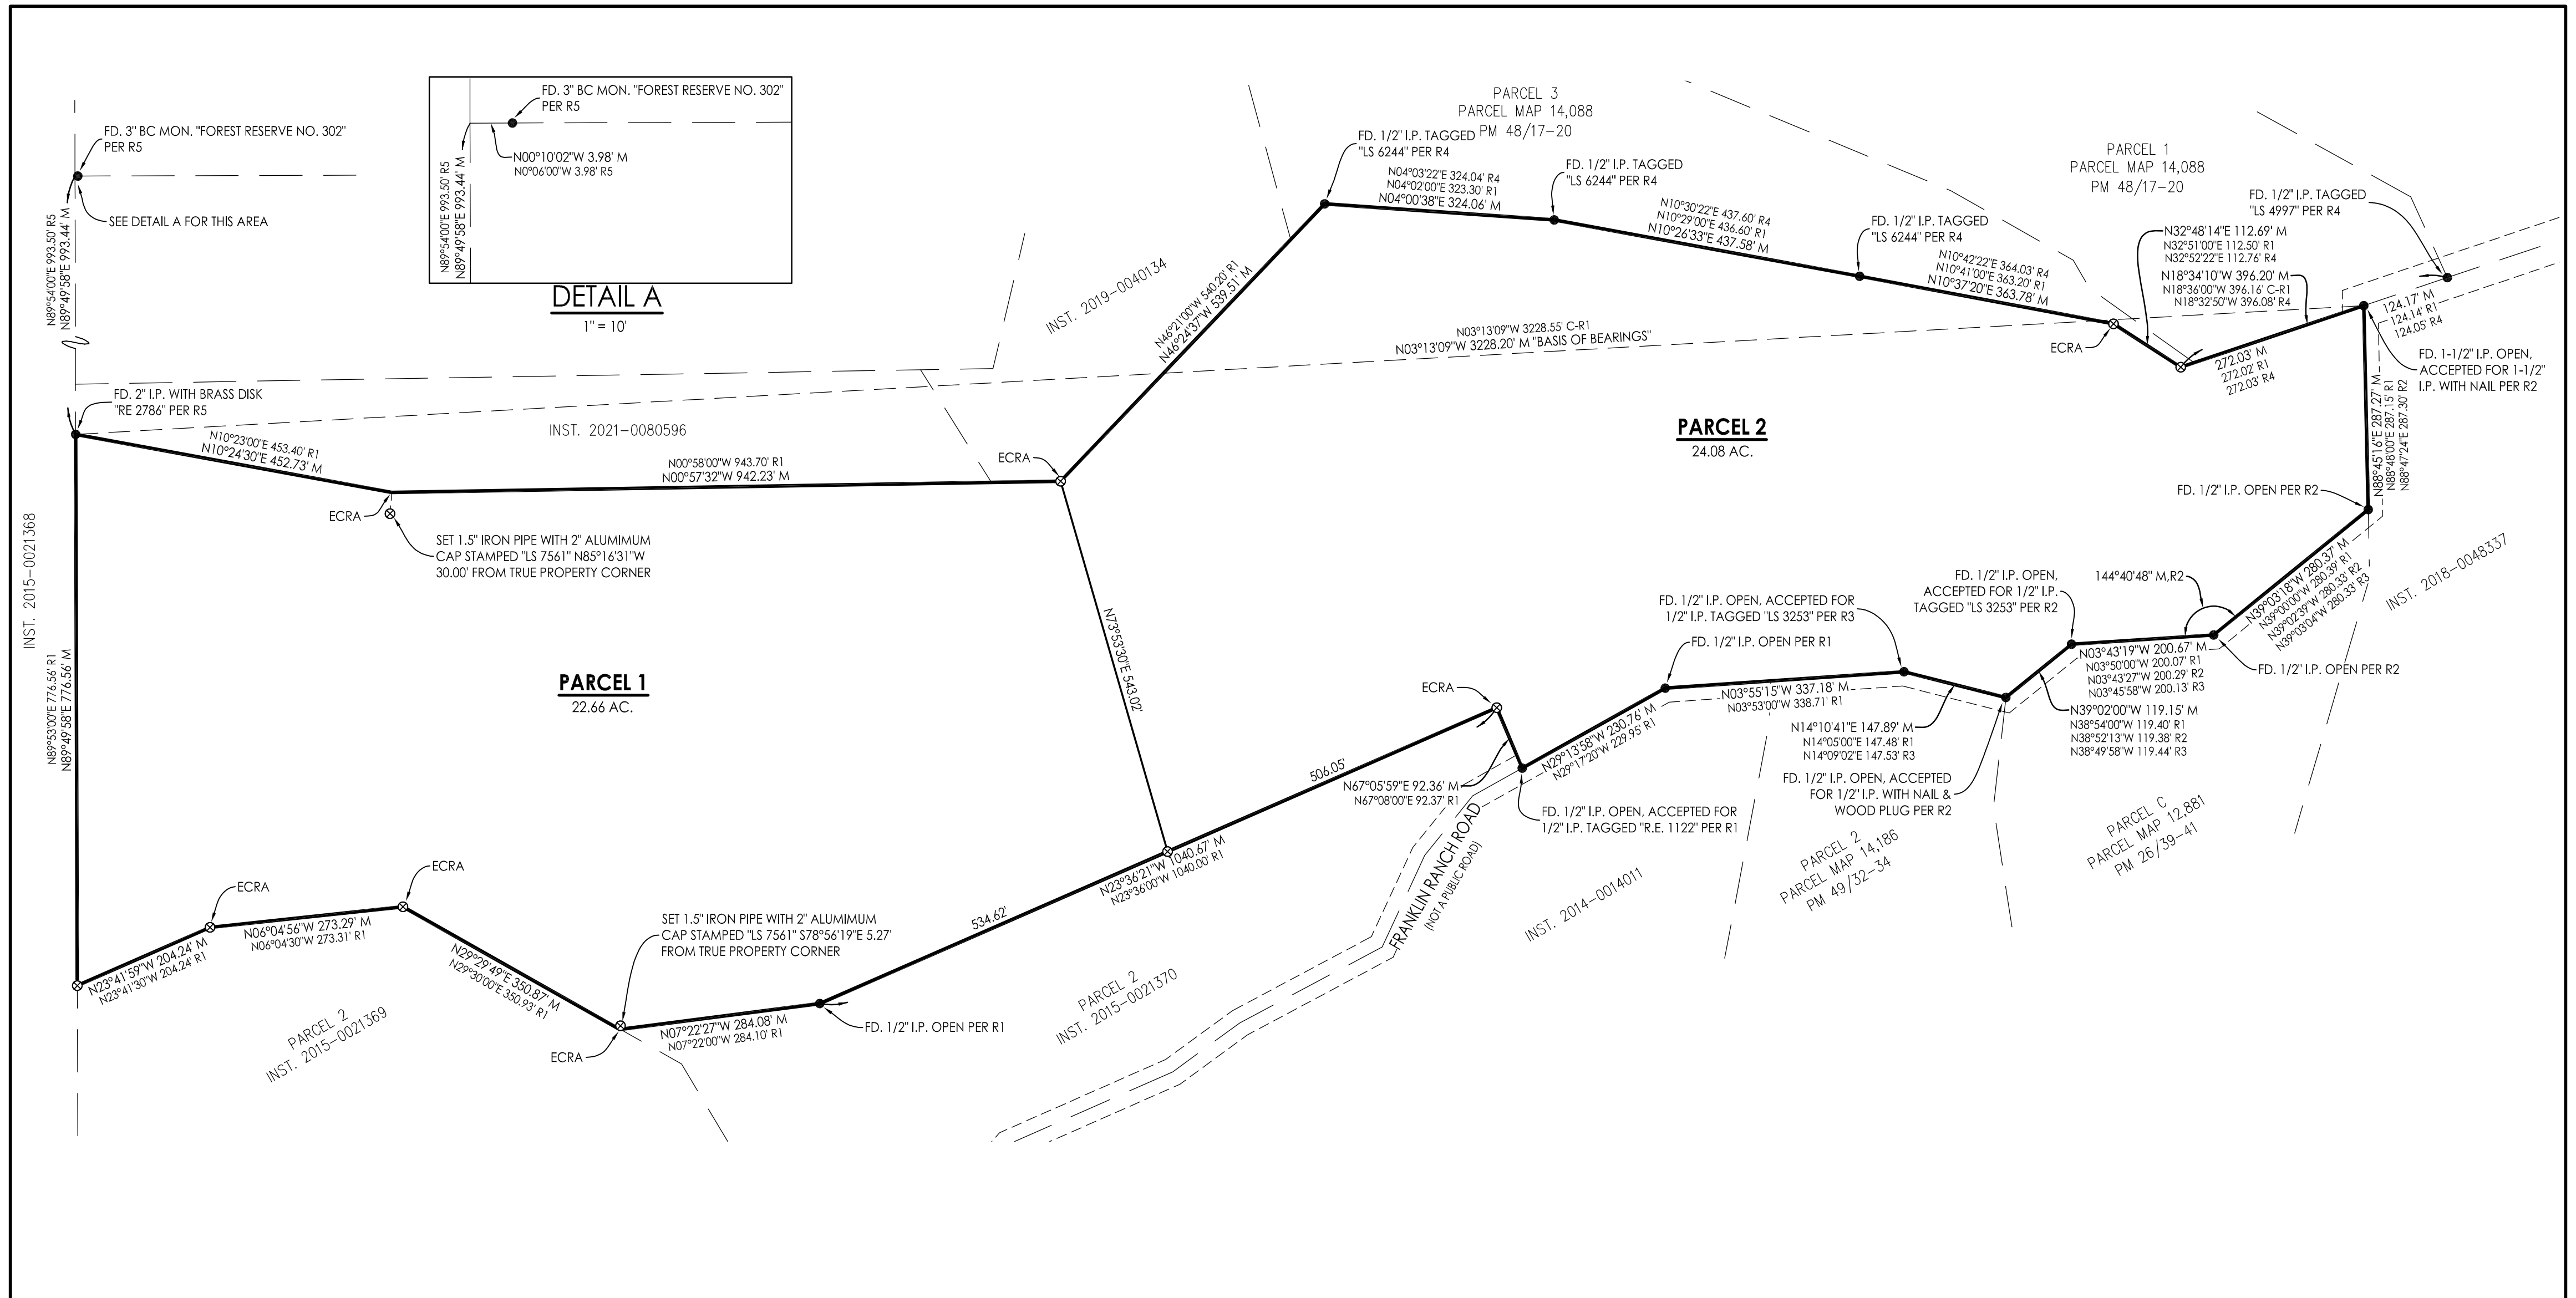 FD. 3" BC MON. "FOREST RESERVE NO. 302"
PER R5
SEE DETAIL A FOR THIS AREA
N89°54'00"E 993.50' R5
N89°49'58"E 993.44' M
FD. 3" BC MON. "FOREST RESERVE NO. 302"
PER R5
N00°10'02"W 3.98' M
N0°06'00"W 3.98' R5
N89°54'00"E 993.50' R5
N89°49'58"E 993.44' M
DETAIL A
1" = 10'
FD. 2" I.P. WITH BRASS DISK
"RE 2786" PER R5
N10°23'00"E 453.40' R1
N10°24'30"E 452.73' M
INST. 2021-0080596
N00°58'00"W 943.70' R1
N00°57'32"W 942.23' M
ECRA
ECRA
SET 1.5" IRON PIPE WITH 2" ALUMIMUM
CAP STAMPED "LS 7561" N85°16'31"W
30.00' FROM TRUE PROPERTY CORNER
INST. 2015-0021368
N89°53'00"E 776.56' R1
N89°49'58"E 776.56' M
PARCEL 1
22.66 AC.
N73°53'30"E 543.02'
ECRA
ECRA
N23°41'59"W 204.24' M
N23°41'30"W 204.24' R1
N06°04'56"W 273.29' M
N06°04'30"W 273.31' R1
N29°29'49"E 350.87' M
N29°30'00"E 350.93' R1
PARCEL 2
INST. 2015-0021369
SET 1.5" IRON PIPE WITH 2" ALUMIMUM
CAP STAMPED "LS 7561" S78°56'19"E 5.27'
FROM TRUE PROPERTY CORNER
ECRA
N07°22'27"W 284.08' M
N07°22'00"W 284.10' R1
FD. 1/2" I.P. OPEN PER R1
534.62'
506.05'
N23°36'21"W 1040.67' M
N23°36'00"W 1040.00' R1
PARCEL 2
INST. 2015-0021370
INST. 2019-0040134
N46°21'00"W 540.20' R1
N46°24'37"W 539.51' M
PARCEL 3
PARCEL MAP 14,088
PM 48/17-20
FD. 1/2" I.P. TAGGED
"LS 6244" PER R4
N04°03'22"E 324.04' R4
N04°02'00"E 323.30' R1
N04°00'38"E 324.06' M
FD. 1/2" I.P. TAGGED
"LS 6244" PER R4
N10°30'22"E 437.60' R4
N10°29'00"E 436.60' R1
N10°26'33"E 437.58' M
FD. 1/2" I.P. TAGGED
"LS 6244" PER R4
N10°42'22"E 364.03' R4
N10°41'00"E 363.20' R1
N10°37'20"E 363.78' M
N03°13'09"W 3228.55' C-R1
N03°13'09"W 3228.20' M "BASIS OF BEARINGS"
PARCEL 1
PARCEL MAP 14,088
PM 48/17-20
FD. 1/2" I.P. TAGGED
"LS 4997" PER R4
N32°48'14"E 112.69' M
N32°51'00"E 112.50' R1
N32°52'22"E 112.76' R4
N18°34'10"W 396.20' M
N18°36'00"W 396.16' C-R1
N18°32'50"W 396.08' R4
ECRA
272.03' M
272.02' R1
272.03' R4
124.17' M
124.14' R1
124.05' R4
FD. 1-1/2" I.P. OPEN,
ACCEPTED FOR 1-1/2"
I.P. WITH NAIL PER R2
N88°45'16"E 287.27' M
N88°48'00"E 287.15' R1
N88°47'24"E 287.30' R2
PARCEL 2
24.08 AC.
FD. 1/2" I.P. OPEN PER R2
N39°03'18"W 280.37' M
N39°00'00"W 280.39' R1
N39°02'39"W 280.33' R2
N39°03'04"W 280.33' R3
INST. 2018-0048337
144°40'48" M,R2
FD. 1/2" I.P. OPEN,
ACCEPTED FOR 1/2" I.P.
TAGGED "LS 3253" PER R2
FD. 1/2" I.P. OPEN, ACCEPTED FOR
1/2" I.P. TAGGED "LS 3253" PER R3
FD. 1/2" I.P. OPEN PER R1
N03°43'19"W 200.67' M
N03°50'00"W 200.07' R1
N03°43'27"W 200.29' R2
N03°45'58"W 200.13' R3
FD. 1/2" I.P. OPEN PER R2
N39°02'00"W 119.15' M
N38°54'00"W 119.40' R1
N38°52'13"W 119.38' R2
N38°49'58"W 119.44' R3
ECRA
N03°55'15"W 337.18' M
N03°53'00"W 338.71' R1
N14°10'41"E 147.89' M
N14°05'00"E 147.48' R1
N14°09'02"E 147.53' R3
FD. 1/2" I.P. OPEN, ACCEPTED
FOR 1/2" I.P. WITH NAIL &
WOOD PLUG PER R2
N29°13'58"W 230.76' M
N29°17'20"W 229.95' R1
N67°05'59"E 92.36' M
N67°08'00"E 92.37' R1
FD. 1/2" I.P. OPEN, ACCEPTED FOR
1/2" I.P. TAGGED "R.E. 1122" PER R1
FRANKLIN RANCH ROAD
(NOT A PUBLIC ROAD)
INST. 2014-0014011
PARCEL 2
PARCEL MAP 14,186
PM 49/32-34
PARCEL C
PARCEL MAP 12,881
PM 26/39-41